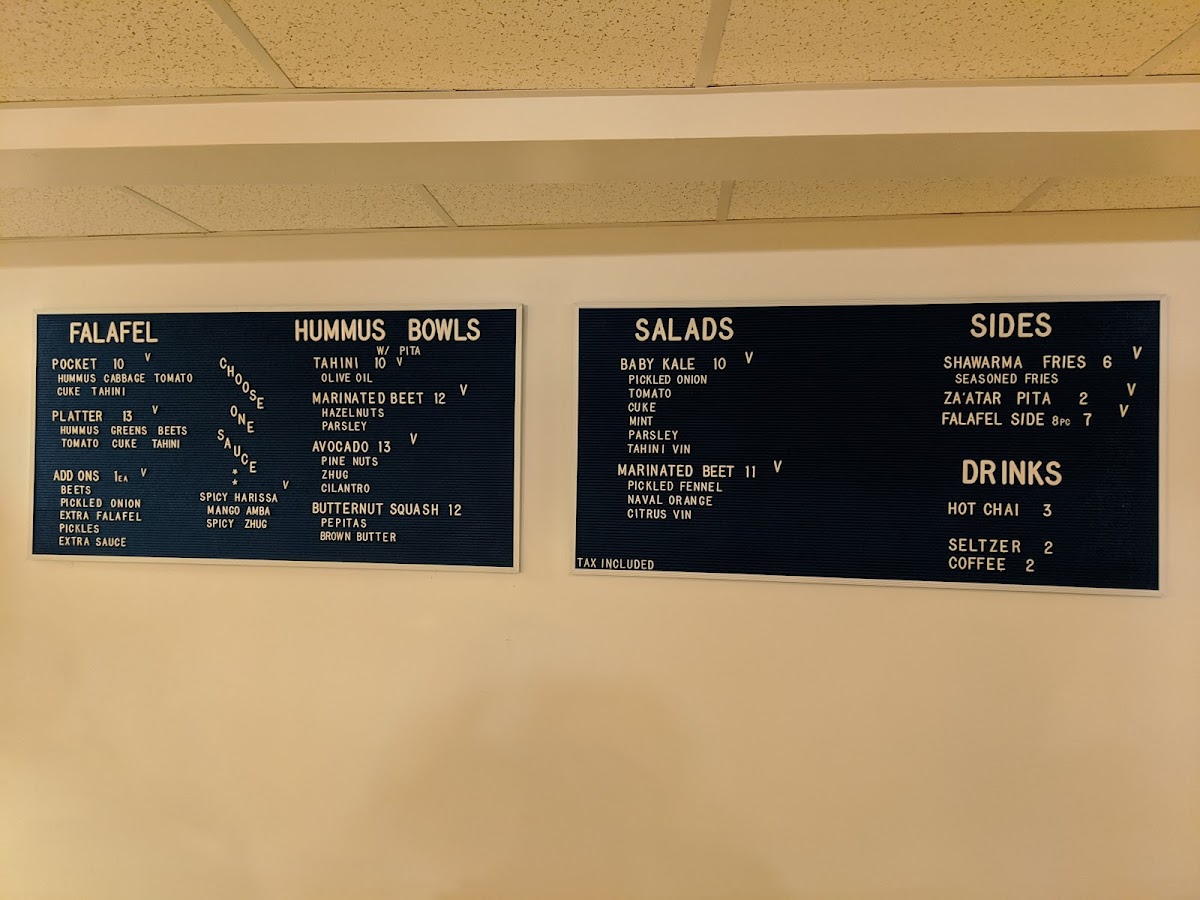 FALAFEL
POCKET 10 V
HUMMUS CABBAGE TOMATO
CUKE TAHINI
PLATTER 13 V
HUMMUS GREENS BEETS
TOMATO CUKE TAHINI
ADD ONS 1EA V
BEETS
PICKLED ONION
EXTRA FALAFEL
PICKLES
EXTRA SAUCE
CHOOSE
ONE
SAUCE
*
*
SPICY HARISSA V
MANGO AMBA
SPICY ZHUG
HUMMUS BOWLS
W/ PITA
TAHINI 10 V
OLIVE OIL
MARINATED BEET 12 V
HAZELNUTS
PARSLEY
AVOCADO 13 V
PINE NUTS
ZHUG
CILANTRO
BUTTERNUT SQUASH 12
PEPITAS
BROWN BUTTER
SALADS
BABY KALE 10 V
PICKLED ONION
TOMATO
CUKE
MINT
PARSLEY
TAHINI VIN
MARINATED BEET 11 V
PICKLED FENNEL
NAVAL ORANGE
CITRUS VIN
TAX INCLUDED
SIDES
SHAWARMA FRIES 6 V
SEASONED FRIES
ZA'ATAR PITA 2 V
FALAFEL SIDE 8PC 7 V
DRINKS
HOT CHAI 3
SELTZER 2
COFFEE 2